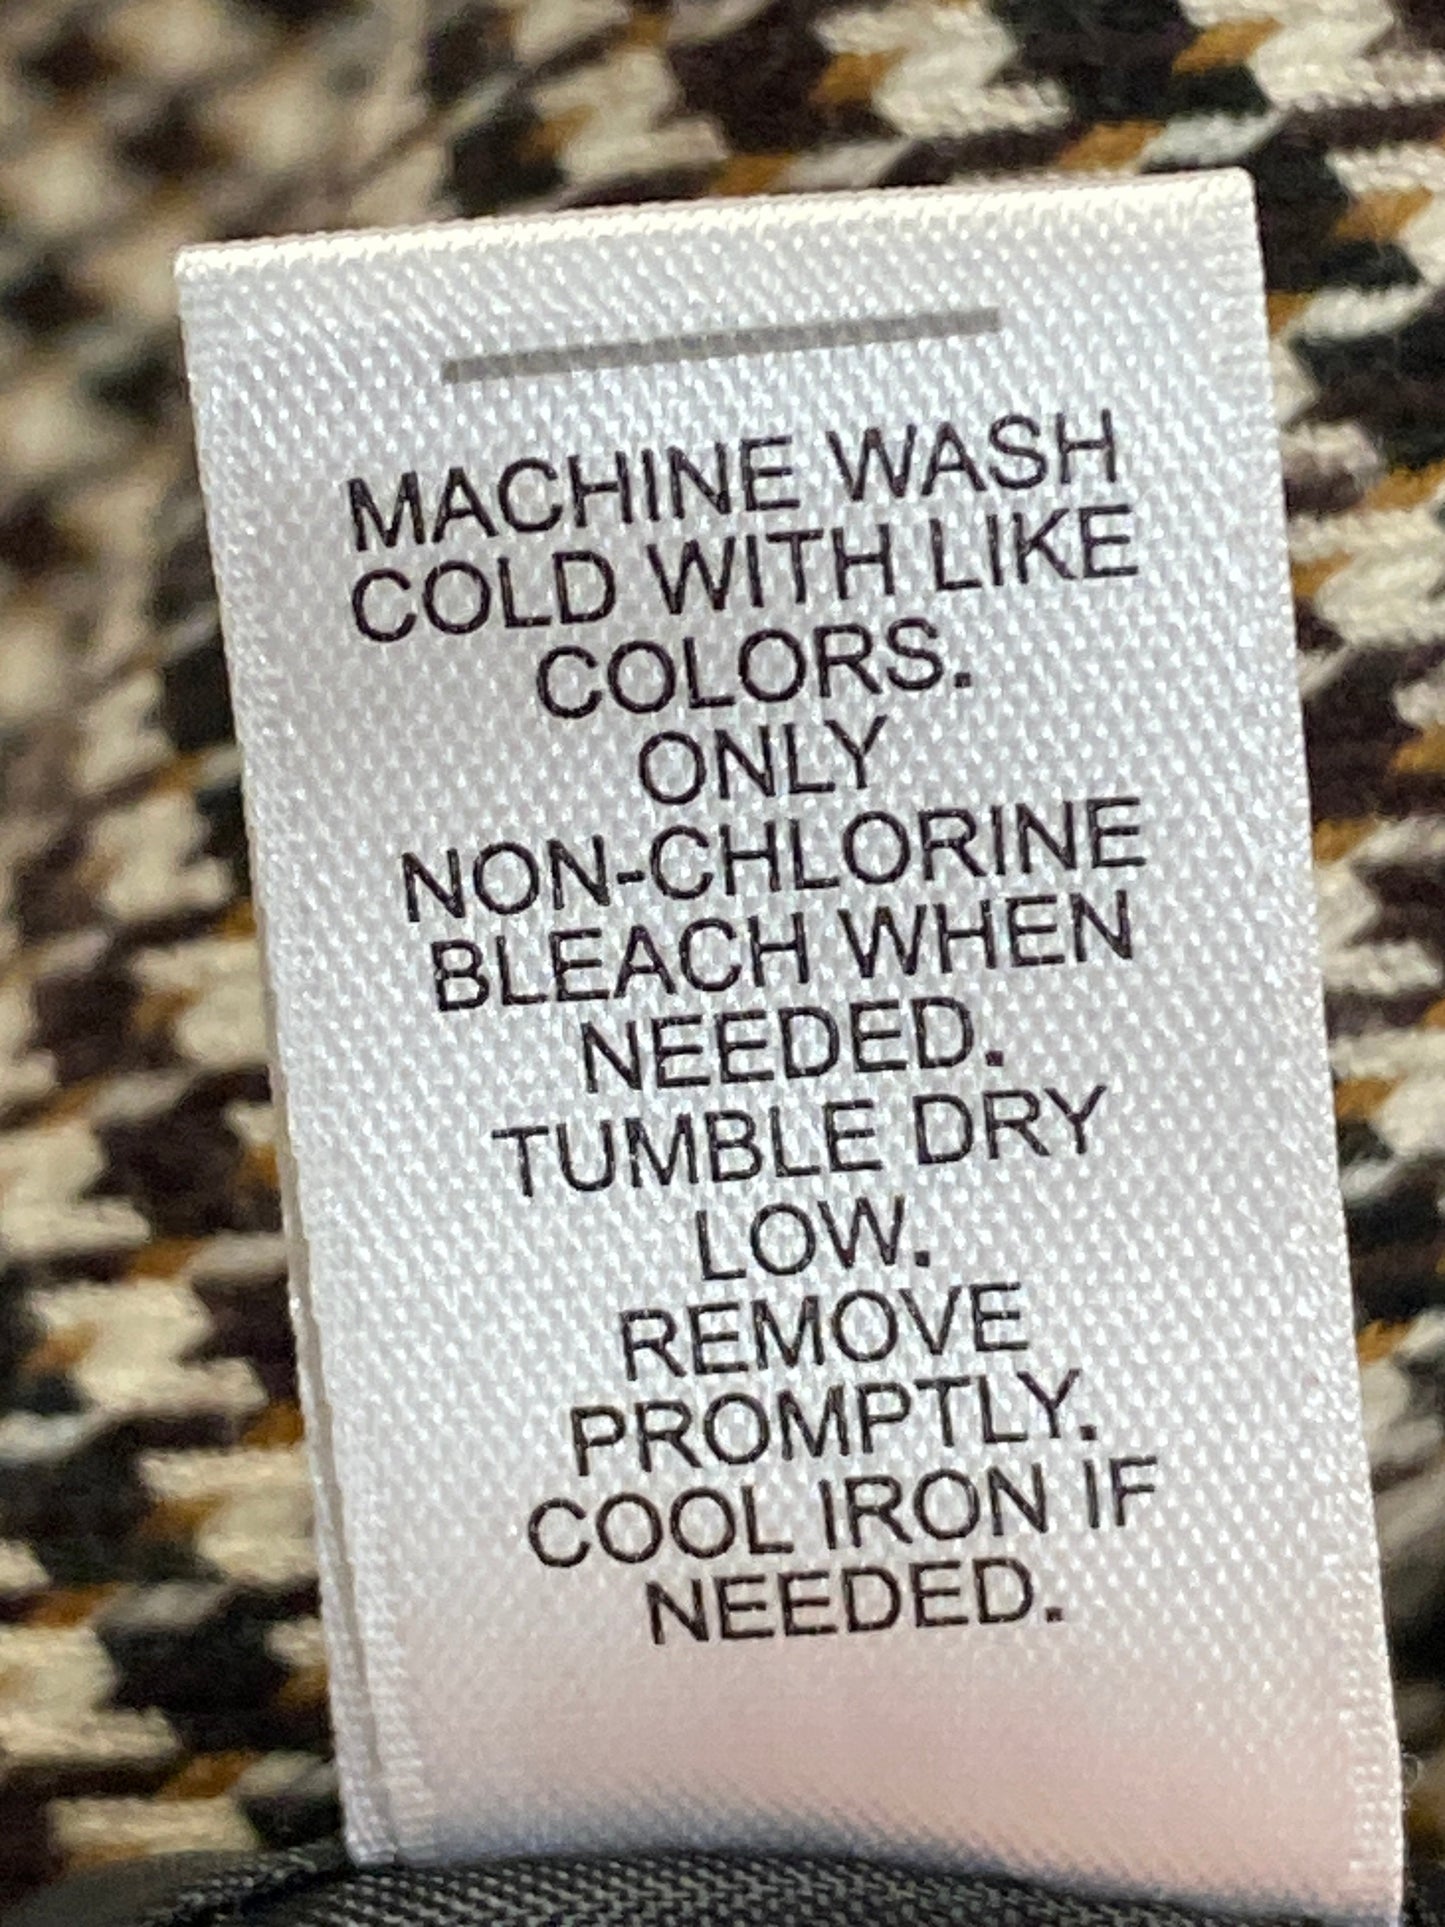 MACHINE WASH
COLD WITH LIKE
COLORS.
ONLY
NON-CHLORINE
BLEACH WHEN
NEEDED.
TUMBLE DRY
LOW.
REMOVE
PROMPTLY.
COOL IRON IF
NEEDED.